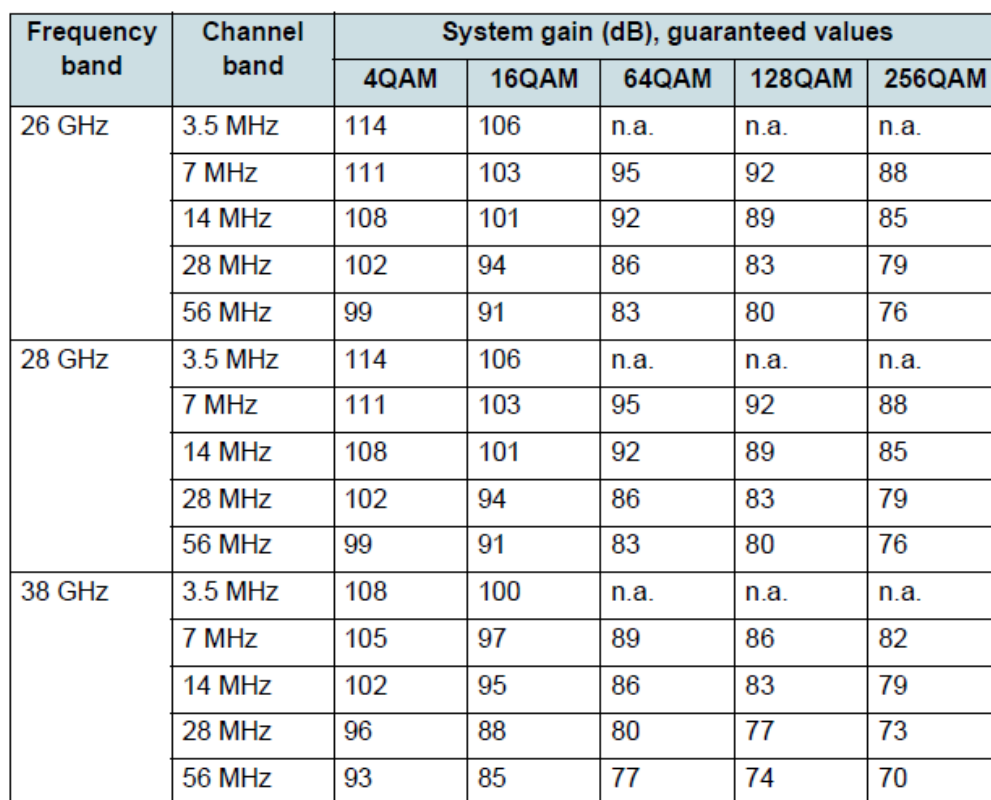 Frequency band Channel band System gain (dB), guaranteed values
4QAM 16QAM 64QAM 128QAM 256QAM
26 GHz 3.5 MHz 114 106 n.a. n.a. n.a.
7 MHz 111 103 95 92 88
14 MHz 108 101 92 89 85
28 MHz 102 94 86 83 79
56 MHz 99 91 83 80 76
28 GHz 3.5 MHz 114 106 n.a. n.a. n.a.
7 MHz 111 103 95 92 88
14 MHz 108 101 92 89 85
28 MHz 102 94 86 83 79
56 MHz 99 91 83 80 76
38 GHz 3.5 MHz 108 100 n.a. n.a. n.a.
7 MHz 105 97 89 86 82
14 MHz 102 95 86 83 79
28 MHz 96 88 80 77 73
56 MHz 93 85 77 74 70